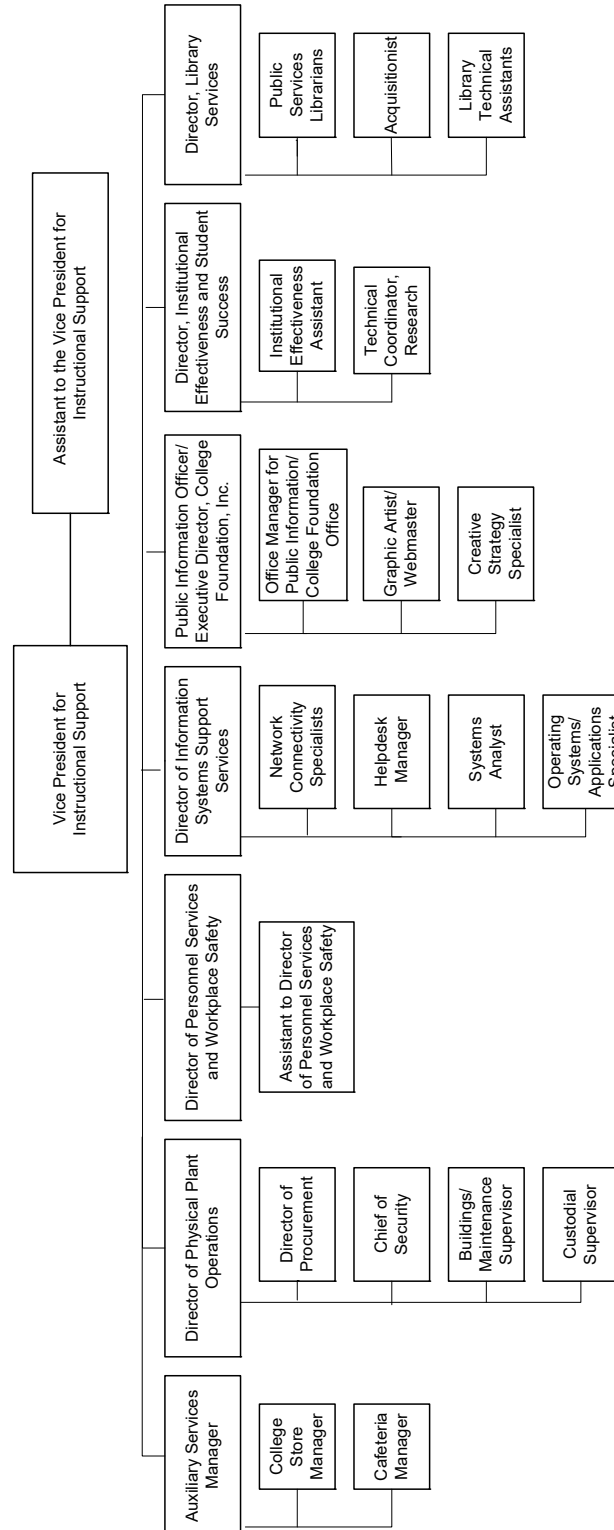 Vice President for
Instructional Support
Assistant to the Vice President for
Instructional Support
Auxiliary Services
Manager
College
Store
Manager
Cafeteria
Manager
Director of Physical Plant
Operations
Director of
Procurement
Chief of
Security
Buildings/
Maintenance
Supervisor
Custodial
Supervisor
Director of Personnel Services
and Workplace Safety
Assistant to Director
of Personnel Services
and Workplace Safety
Director of Information
Systems Support
Services
Network
Connectivity
Specialists
Helpdesk
Manager
Systems
Analyst
Operating
Systems/
Applications
Specialist
Public Information Officer/
Executive Director, College
Foundation, Inc.
Office Manager for
Public Information/
College Foundation
Office
Graphic Artist/
Webmaster
Creative
Strategy
Specialist
Director, Institutional
Effectiveness and Student
Success
Institutional
Effectiveness
Assistant
Technical
Coordinator,
Research
Director, Library
Services
Public
Services
Librarians
Acquisitionist
Library
Technical
Assistants